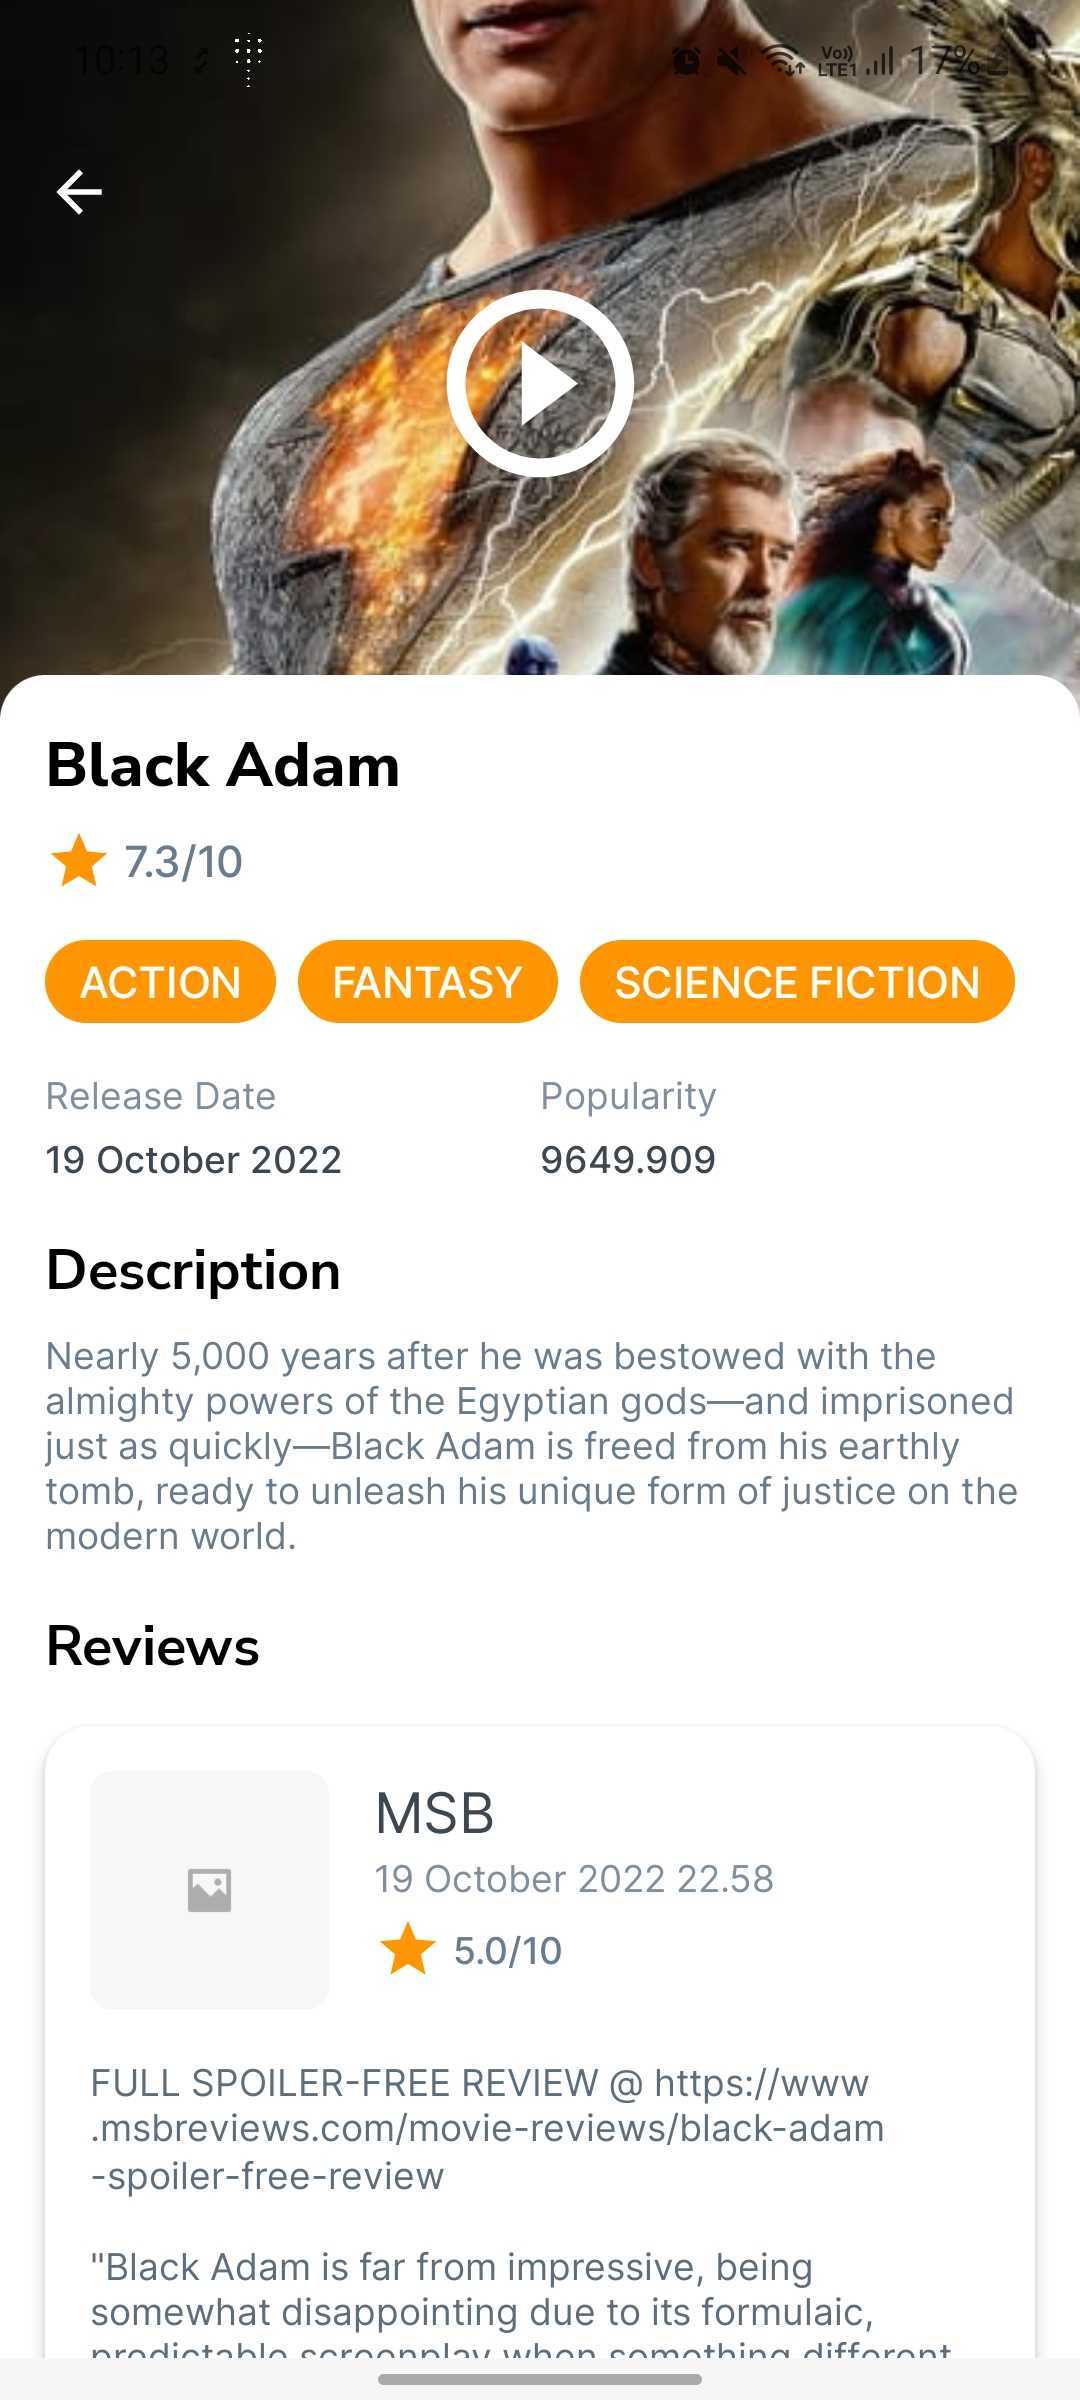 10:13
Vo))
LTE1
17%
Black Adam
7.3/10
ACTION FANTASY SCIENCE FICTION
Release Date Popularity
19 October 2022 9649.909
Description
Nearly 5,000 years after he was bestowed with the
almighty powers of the Egyptian gods—and imprisoned
just as quickly—Black Adam is freed from his earthly
tomb, ready to unleash his unique form of justice on the
modern world.
Reviews
MSB
19 October 2022 22.58
5.0/10
FULL SPOILER-FREE REVIEW @ https://www
.msbreviews.com/movie-reviews/black-adam
-spoiler-free-review
"Black Adam is far from impressive, being
somewhat disappointing due to its formulaic,
predictable screenplay when something different